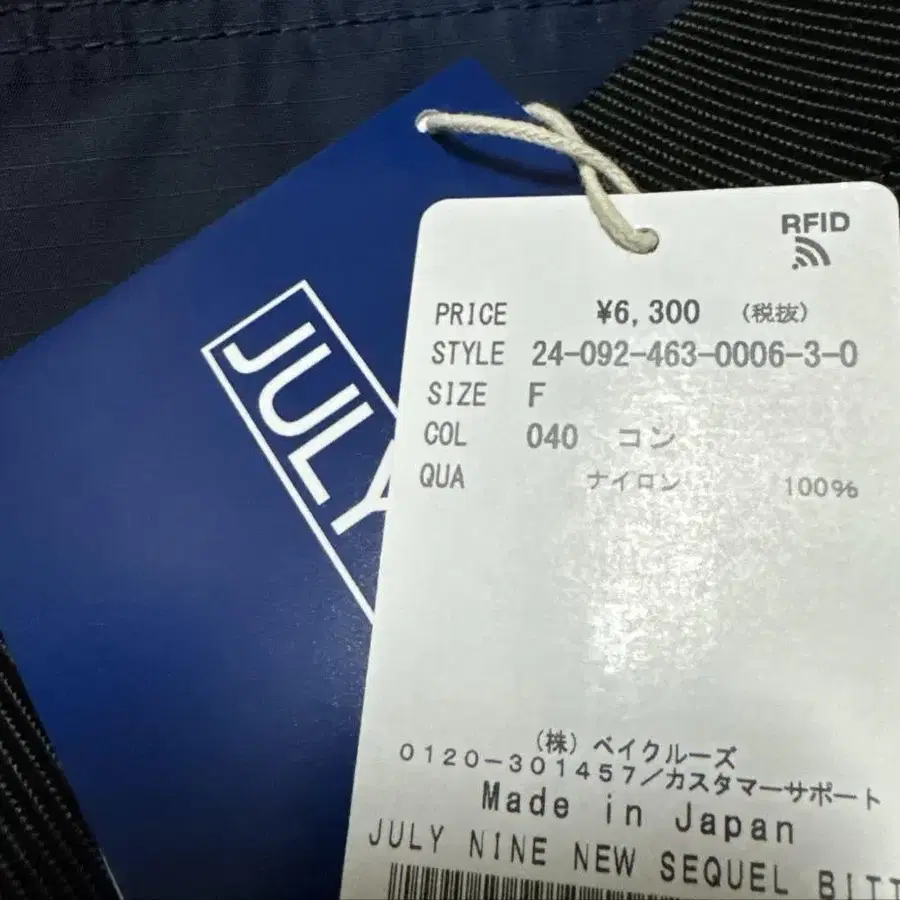 JULY
RFID
PRICE ¥6,300 (税抜)
STYLE 24-092-463-0006-3-0
SIZE F
COL 040 コン
QUA ナイロン 100%
(株) ベイクルーズ
0120-301457/カスタマーサポート
Made in Japan
JULY NINE NEW SEQUEL BITT